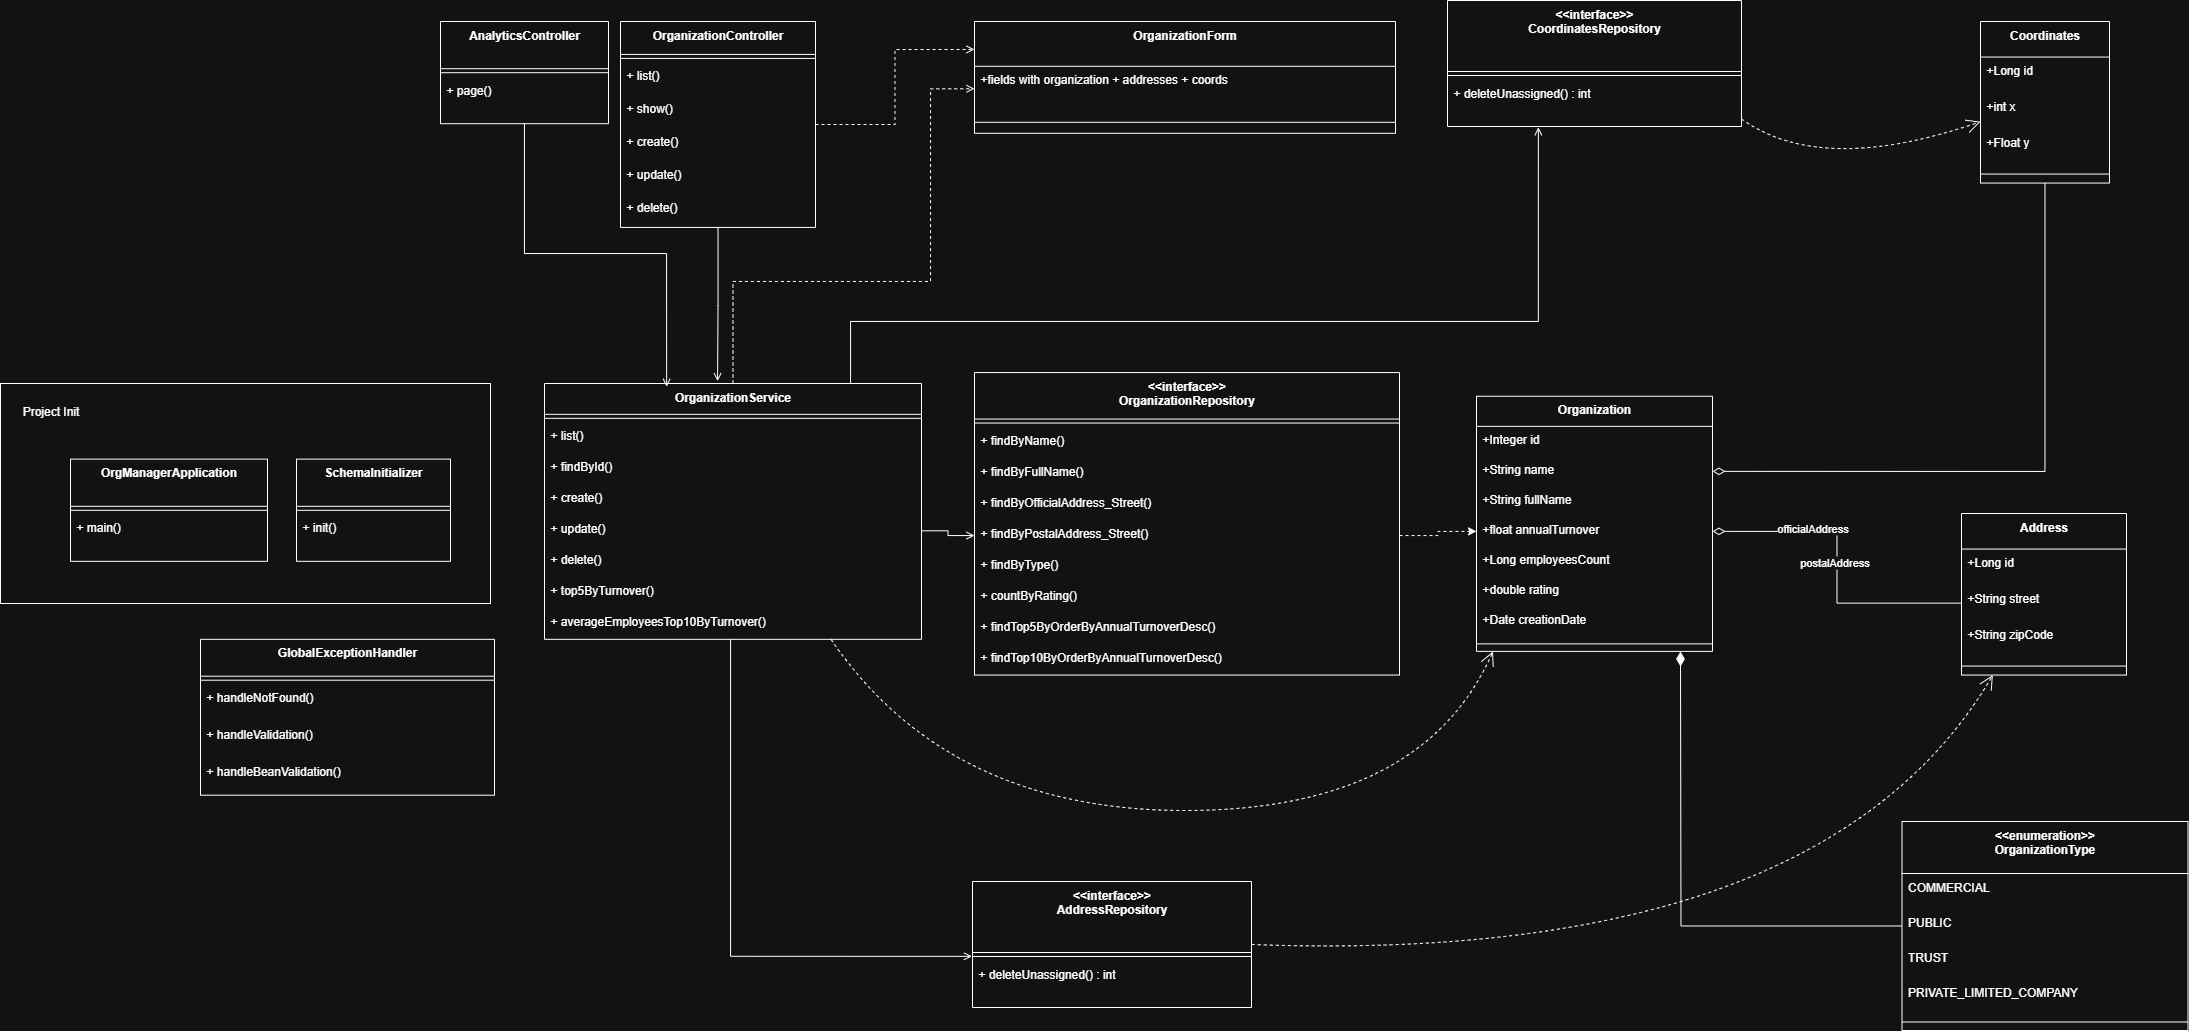 AnalyticsController
+ page()
OrganizationController
+ list()
+ show()
+ create()
+ update()
+ delete()
OrganizationForm
+fields with organization + addresses + coords
<<interface>>
CoordinatesRepository
+ deleteUnassigned() : int
Coordinates
+Long id
+int x
+Float y
Project Init
OrgManagerApplication
+ main()
SchemaInitializer
+ init()
GlobalExceptionHandler
+ handleNotFound()
+ handleValidation()
+ handleBeanValidation()
OrganizationService
+ list()
+ findById()
+ create()
+ update()
+ delete()
+ top5ByTurnover()
+ averageEmployeesTop10ByTurnover()
<<interface>>
OrganizationRepository
+ findByName()
+ findByFullName()
+ findByOfficialAddress_Street()
+ findByPostalAddress_Street()
+ findByType()
+ countByRating()
+ findTop5ByOrderByAnnualTurnoverDesc()
+ findTop10ByOrderByAnnualTurnoverDesc()
Organization
+Integer id
+String name
+String fullName
+float annualTurnover
+Long employeesCount
+double rating
+Date creationDate
officialAddress
postalAddress
Address
+Long id
+String street
+String zipCode
<<interface>>
AddressRepository
+ deleteUnassigned() : int
<<enumeration>>
OrganizationType
COMMERCIAL
PUBLIC
TRUST
PRIVATE_LIMITED_COMPANY